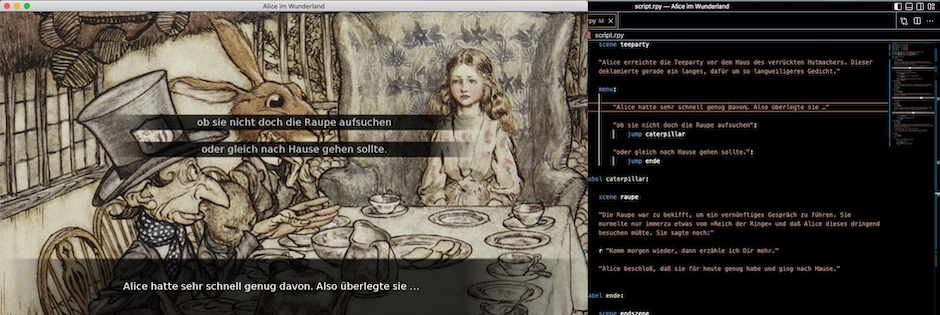 Alice im Wunderland
ob sie nicht doch die Raupe aufsuchen
oder gleich nach Hause gehen sollte.
Alice hatte sehr schnell genug davon. Also überlegte sie …
script.rpy — Alice im Wunderland
rpy M
script.rpy
scene teeparty
"Alice erreichte die Teeparty vor dem Haus des verrückten Hutmachers. Dieser
deklamierte gerade ein langes, dafür um so langweiligeres Gedicht."
menu:
"Alice hatte sehr schnell genug davon. Also überlegte sie …"
"ob sie nicht doch die Raupe aufsuchen":
jump caterpillar
"oder gleich nach Hause gehen sollte.":
jump ende
abel caterpillar:
scene raupe
"Die Raupe war zu bekifft, um ein vernünftiges Gespräch zu führen. Sie
murmelte nur immerzu etwas vom »Reich der Ringe« und daß Alice dieses dringend
besuchen müßte. Sie sagte noch:"
r "Komm morgen wieder, dann erzähle ich Dir mehr."
"Alice beschloß, daß sie für heute genug habe und ging nach Hause."
abel ende:
scene endszene